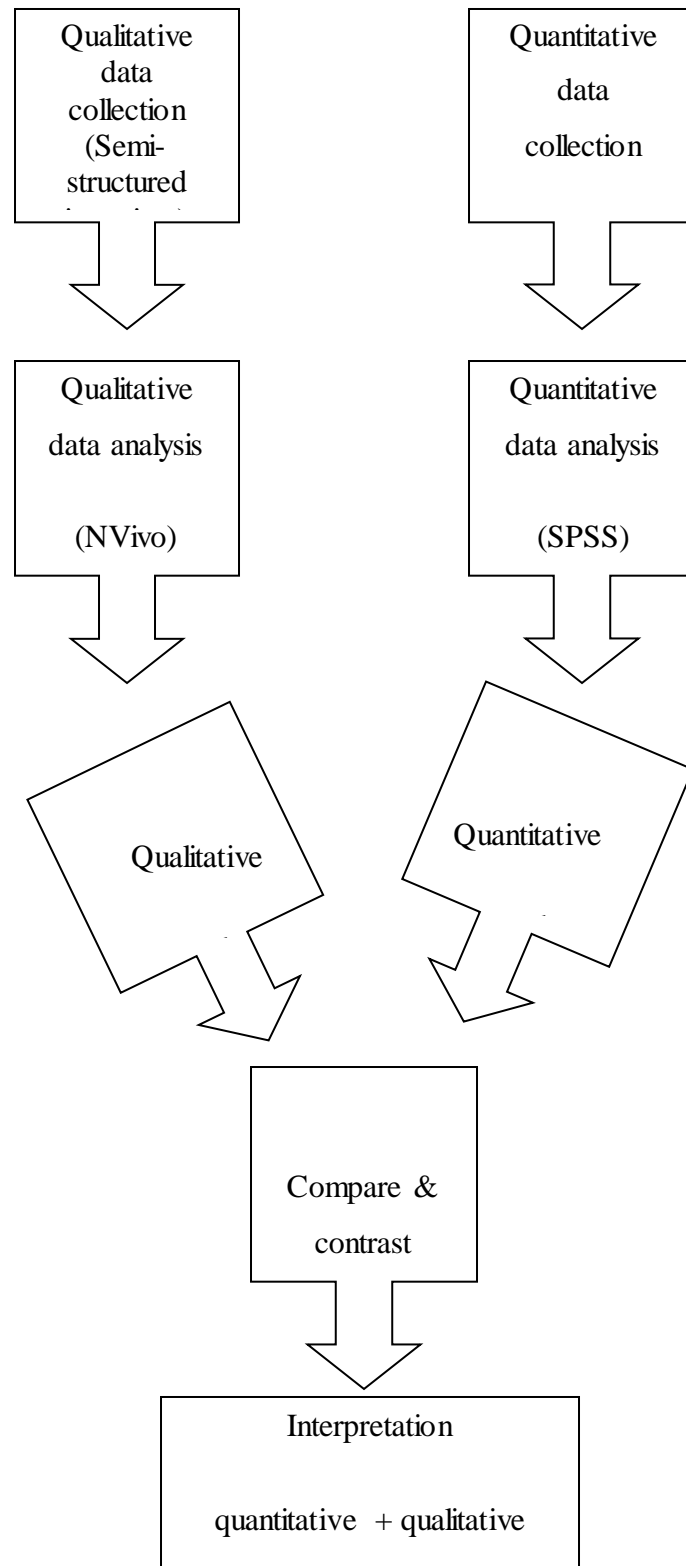 Qualitative
data
collection
(Semi-
structured
Quantitative
data
collection
Qualitative
data analysis
(NVivo)
Quantitative
data analysis
(SPSS)
Qualitative
Quantitative
Compare &
contrast
Interpretation
quantitative + qualitative